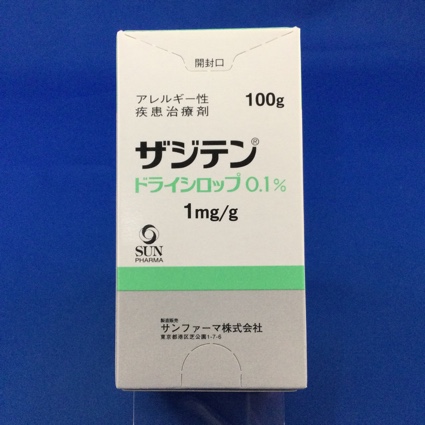 開封口
アレルギー性
疾患治療剤
100g
ザジテン®
ドライシロップ0.1%
1mg/g
SUN
PHARMA
製造販売
サンファーマ株式会社
東京都港区芝公園1-7-6